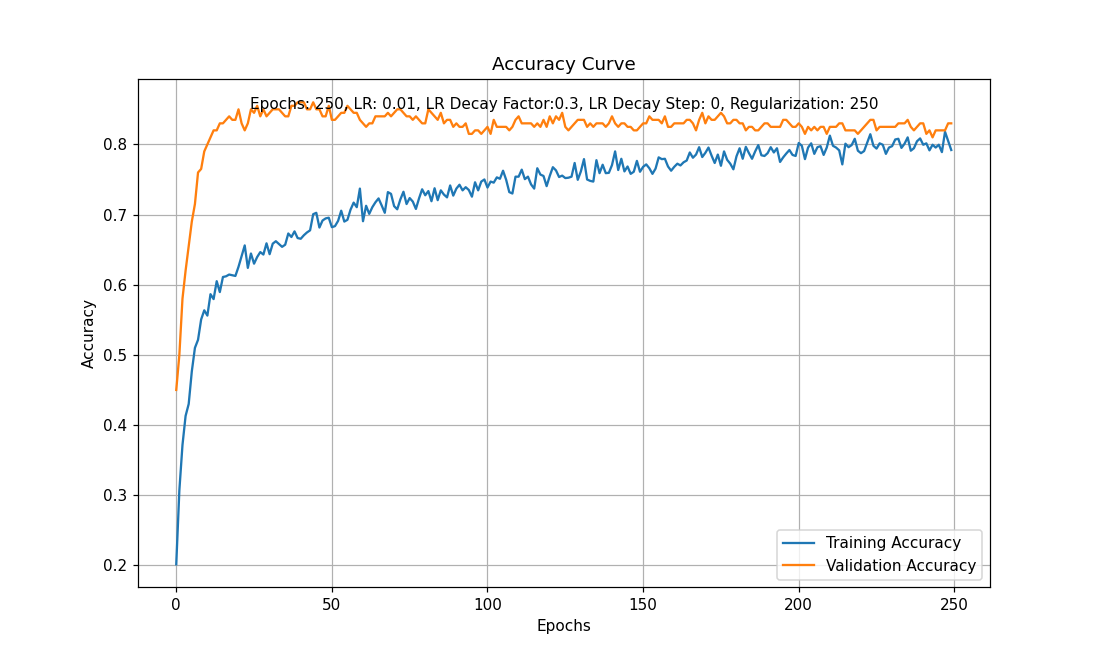 Accuracy Curve
Epochs: 250, LR: 0.01, LR Decay Factor:0.3, LR Decay Step: 0, Regularization: 250
Accuracy
0.8
0.7
0.6
0.5
0.4
0.3
0.2
Training Accuracy
Validation Accuracy
0 50 100 150 200 250
Epochs